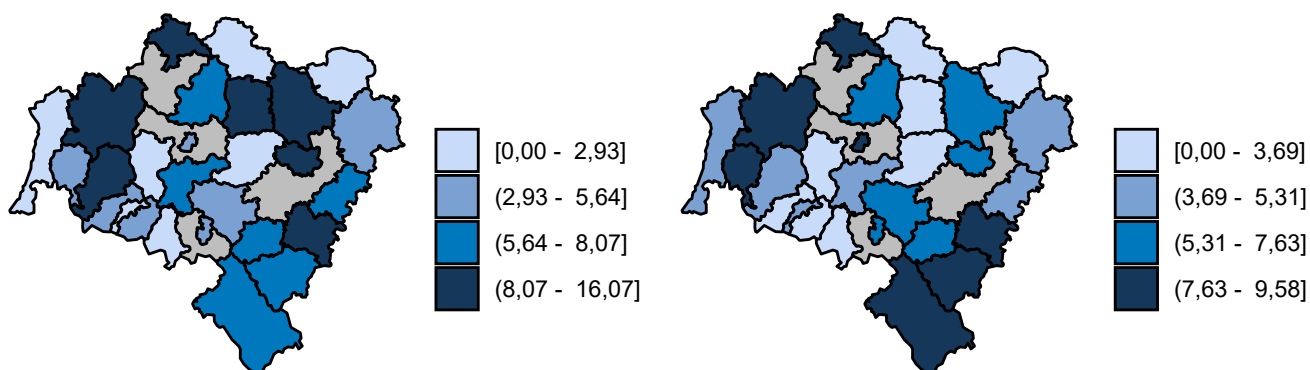 [0,00 - 2,93]
(2,93 - 5,64]
(5,64 - 8,07]
(8,07 - 16,07]
[0,00 - 3,69]
(3,69 - 5,31]
(5,31 - 7,63]
(7,63 - 9,58]